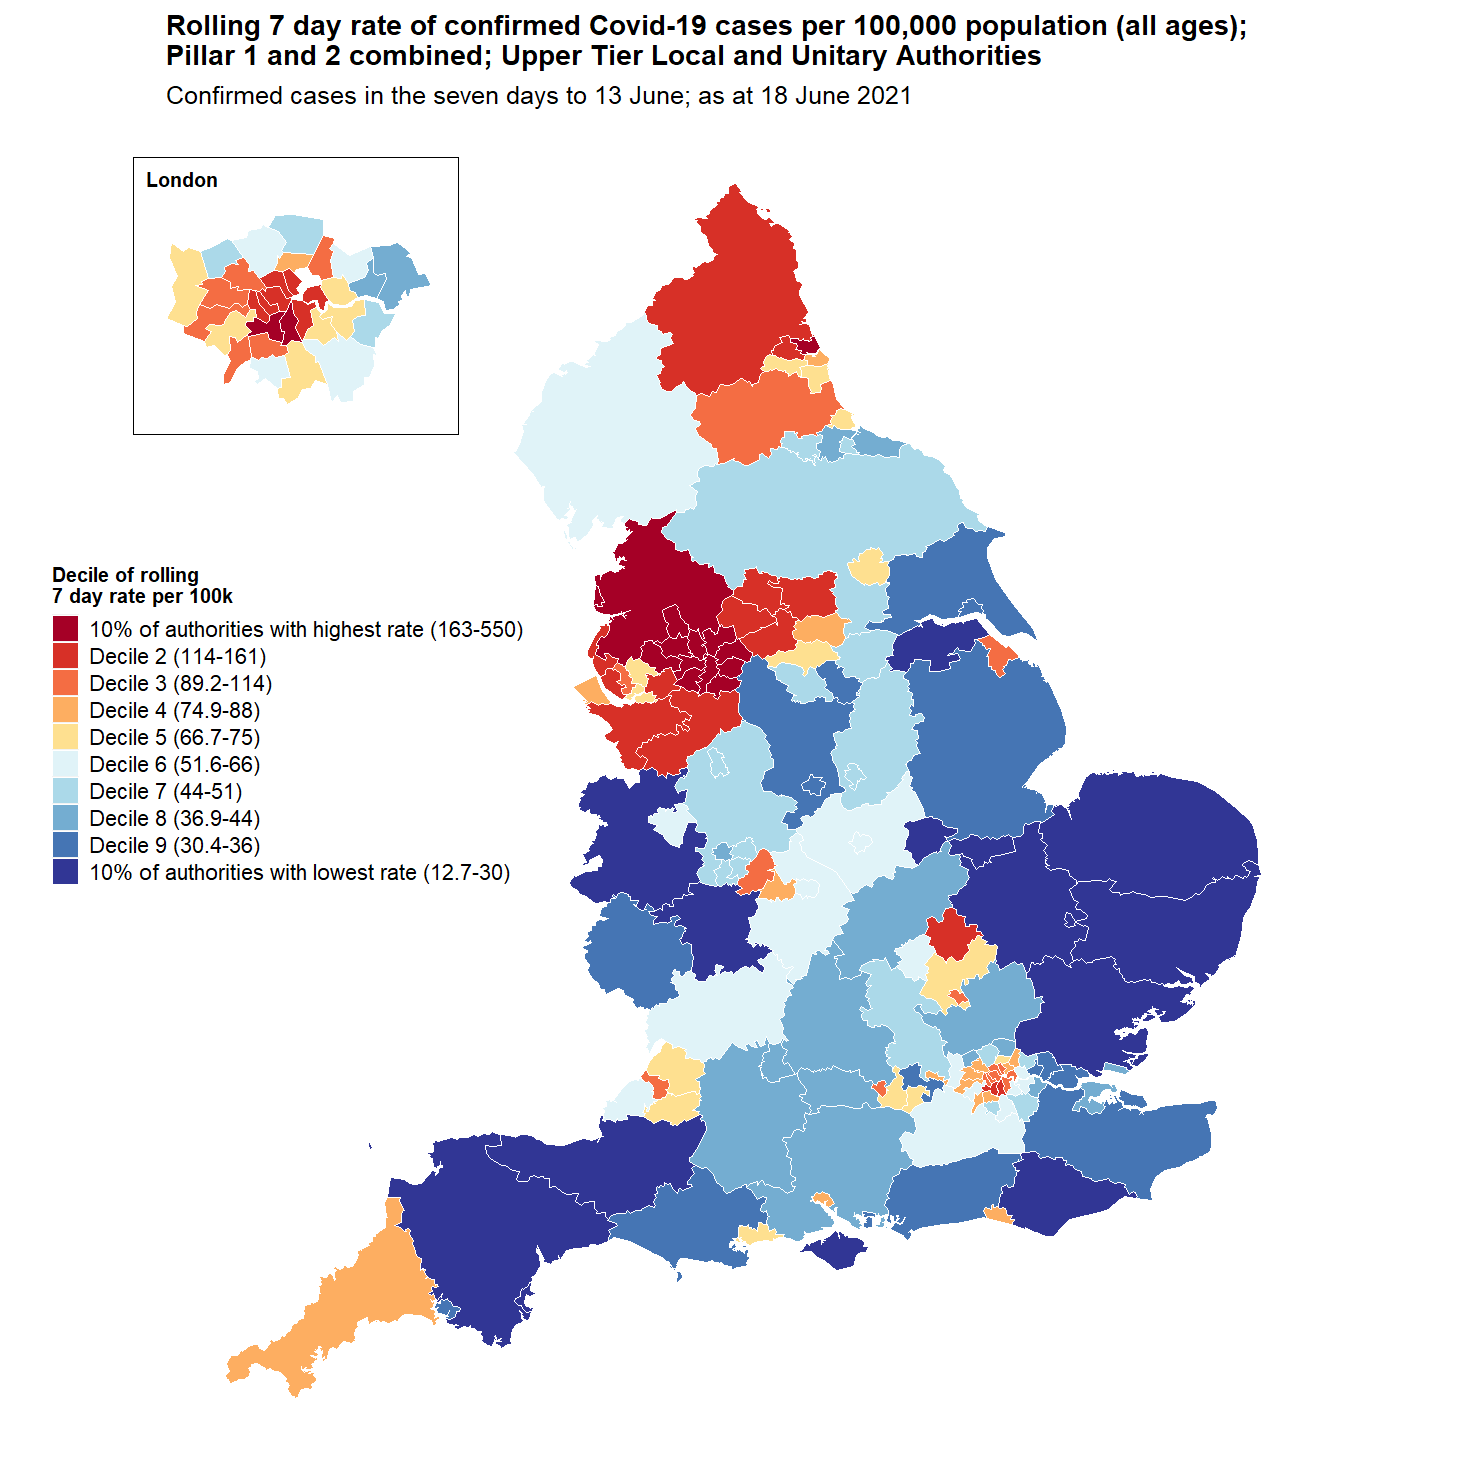 Rolling 7 day rate of confirmed Covid-19 cases per 100,000 population (all ages);
Pillar 1 and 2 combined; Upper Tier Local and Unitary Authorities
Confirmed cases in the seven days to 13 June; as at 18 June 2021
London
Decile of rolling
7 day rate per 100k
10% of authorities with highest rate (163-550)
Decile 2 (114-161)
Decile 3 (89.2-114)
Decile 4 (74.9-88)
Decile 5 (66.7-75)
Decile 6 (51.6-66)
Decile 7 (44-51)
Decile 8 (36.9-44)
Decile 9 (30.4-36)
10% of authorities with lowest rate (12.7-30)